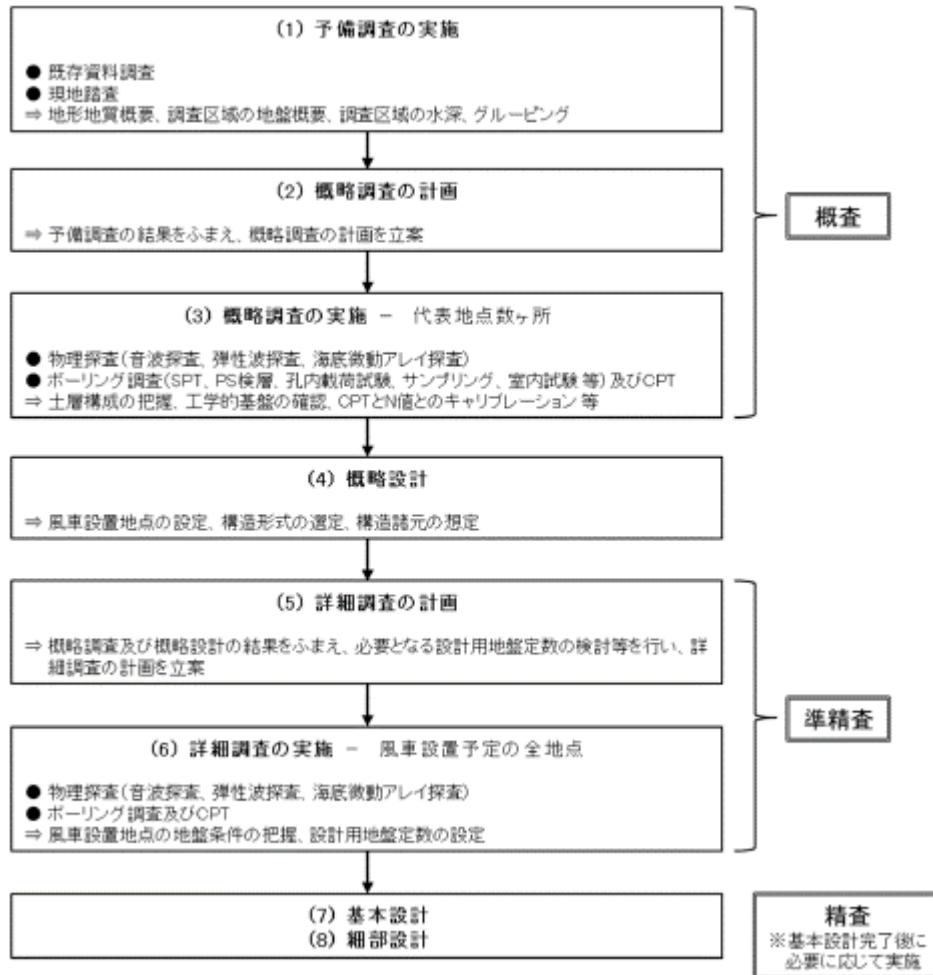 (1) 予備調査の実施
● 既存資料調査
● 現地踏査
⇒ 地形地質概要、調査区域の地盤概要、調査区域の水深、グルーピング
(2) 概略調査の計画
⇒ 予備調査の結果をふまえ、概略調査の計画を立案
概査
(3) 概略調査の実施 － 代表地点数ヶ所
● 物理探査(音波探査、弾性波探査、海底微動アレイ探査)
● ボーリング調査(SPT、PS検層、孔内載荷試験、サンプリング、室内試験 等)及びCPT
⇒ 土層構成の把握、工学的基盤の確認、CPTとN値とのキャリブレーション 等
(4) 概略設計
⇒ 風車設置地点の設定、構造形式の選定、構造諸元の想定
(5) 詳細調査の計画
⇒ 概略調査及び概略設計の結果をふまえ、必要となる設計用地盤定数の検討等を行い、詳
細調査の計画を立案
準精査
(6) 詳細調査の実施 － 風車設置予定の全地点
● 物理探査(音波探査、弾性波探査、海底微動アレイ探査)
● ボーリング調査及びCPT
⇒ 風車設置地点の地盤条件の把握、設計用地盤定数の設定
(7) 基本設計
(8) 細部設計
精査
※基本設計完了後に
必要に応じて実施